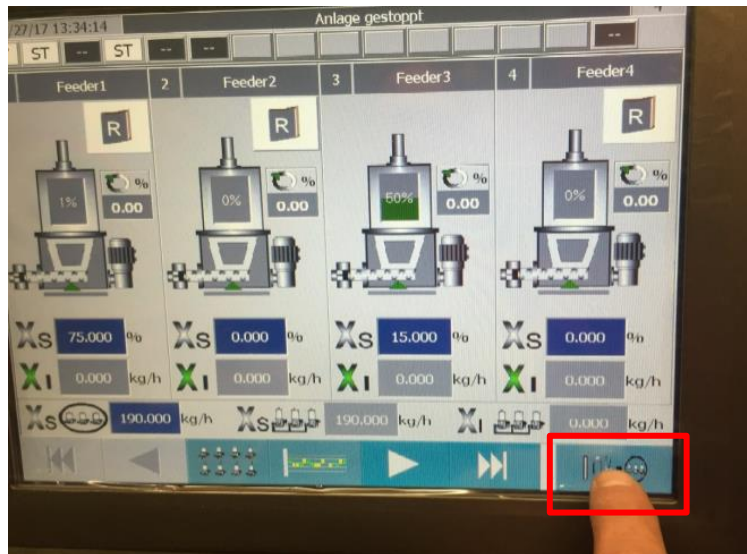 /27/17 13:34:14 Anlage gestoppt
ST -- ST -- -- --
Feeder1 2 Feeder2 3 Feeder3 4 Feeder4
R R R
% % % %
1% 0.00 0% 0.00 50% 0.00 0% 0.00
XS 75.000 % XS 0.000 % XS 15.000 % XS 0.000 %
XI 0.000 kg/h XI 0.000 kg/h XI 0.000 kg/h XI 0.000 kg/h
XS 190.000 kg/h XS 190.000 kg/h XI 0.000 kg/h